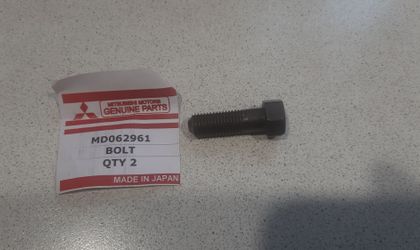 MITSUBISHI MOTORS
GENUINE PARTS
MD062961
BOLT
QTY 2
MADE IN JAPAN